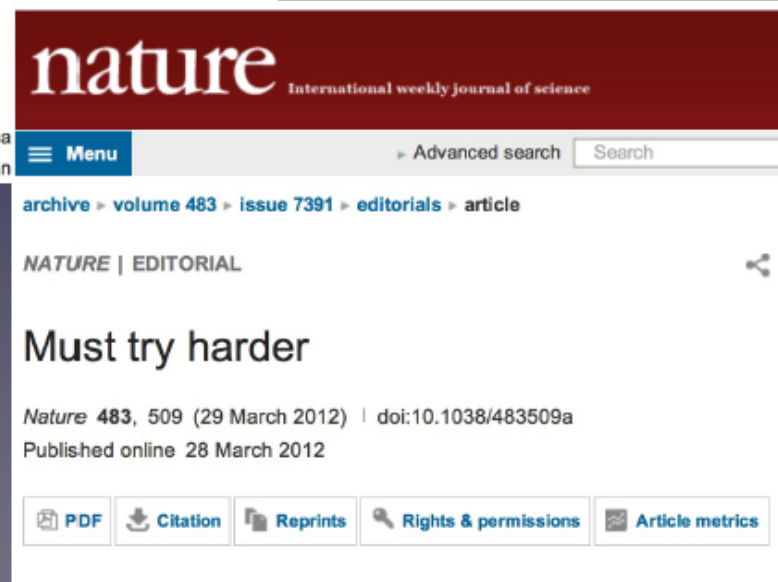 nature International weekly journal of science
Menu
Advanced search Search
archive ▸ volume 483 ▸ issue 7391 ▸ editorials ▸ article
NATURE | EDITORIAL
Must try harder
Nature 483, 509 (29 March 2012) | doi:10.1038/483509a
Published online 28 March 2012
PDF Citation Reprints Rights & permissions Article metrics